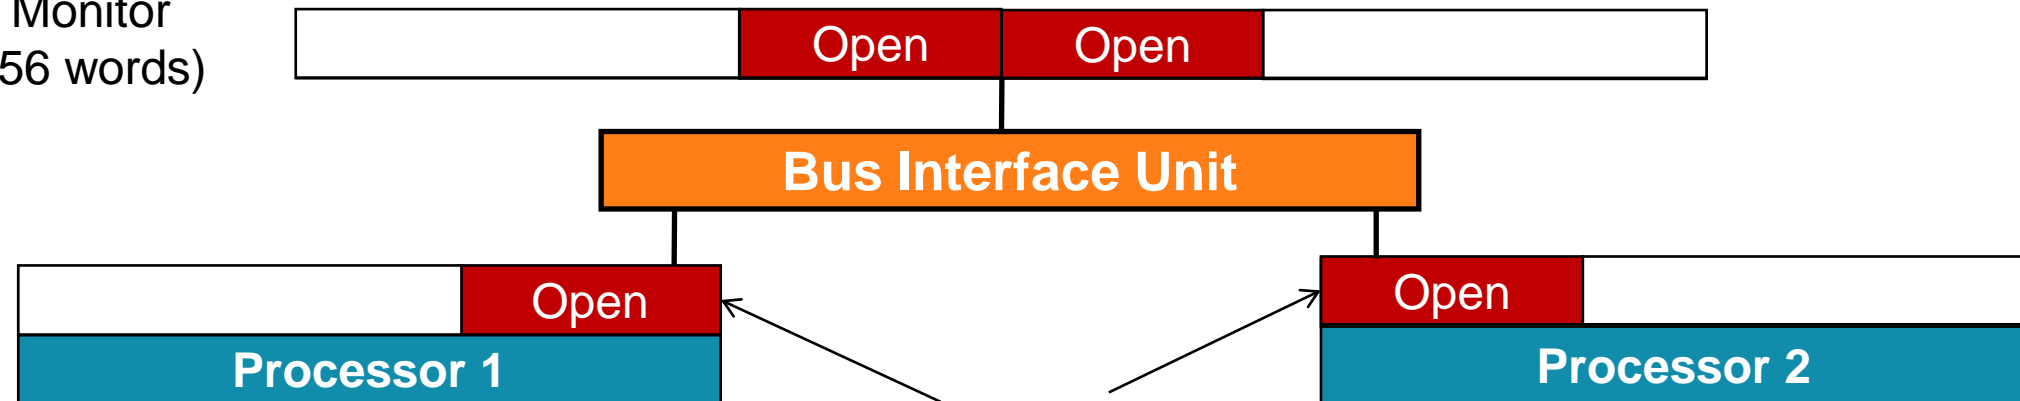 Monitor
56 words)
Open Open
Bus Interface Unit
Open
Open
Processor 1
Processor 2